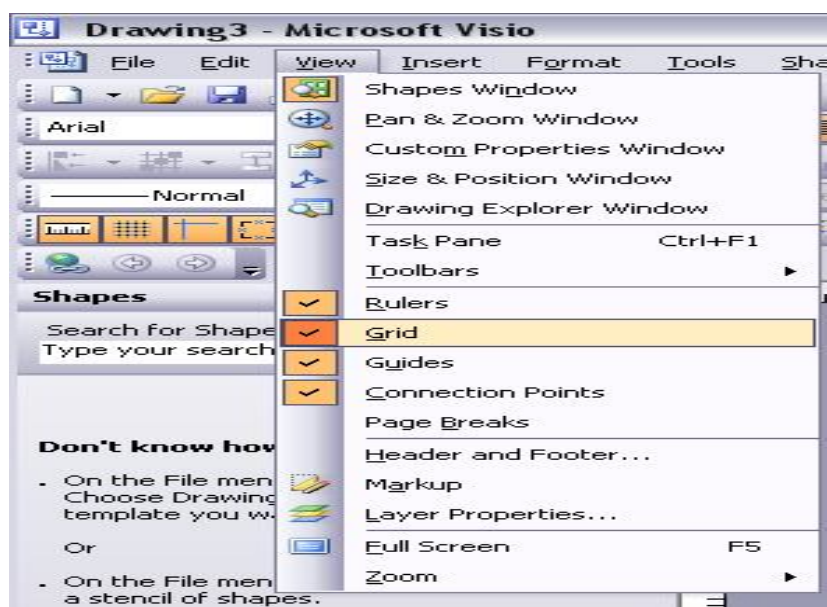 Drawing3 - Microsoft Visio
File Edit View Insert Format Tools Sha
Arial
Normal
Shapes
Search for Shape
Type your search
Don't know how
. On the File men
Choose Drawing
template you w
Or
. On the File men
a stencil of shapes.
Shapes Window
Pan & Zoom Window
Custom Properties Window
Size & Position Window
Drawing Explorer Window
Task Pane Ctrl+F1
Toolbars
Rulers
Grid
Guides
Connection Points
Page Breaks
Header and Footer...
Markup
Layer Properties...
Full Screen F5
Zoom